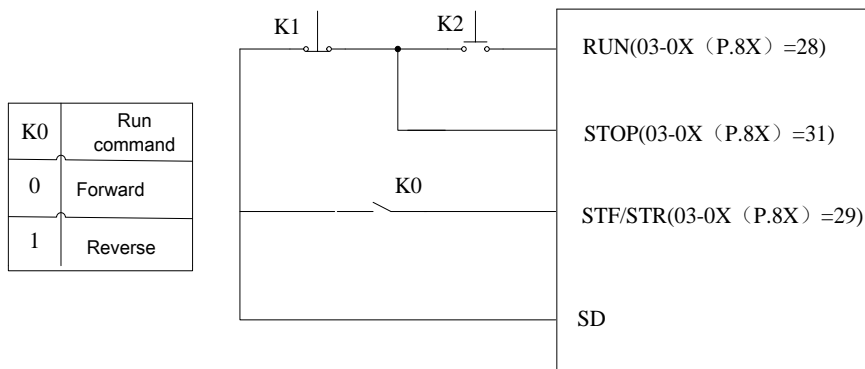 K1
K2
RUN(03-0X（P.8X）=28)
STOP(03-0X（P.8X）=31)
K0
STF/STR(03-0X（P.8X）=29)
SD
K0 Run
command
0 Forward
1 Reverse